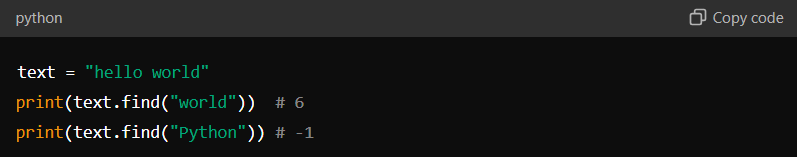 python
Copy code
text = "hello world"
print(text.find("world"))  # 6
print(text.find("Python")) # -1